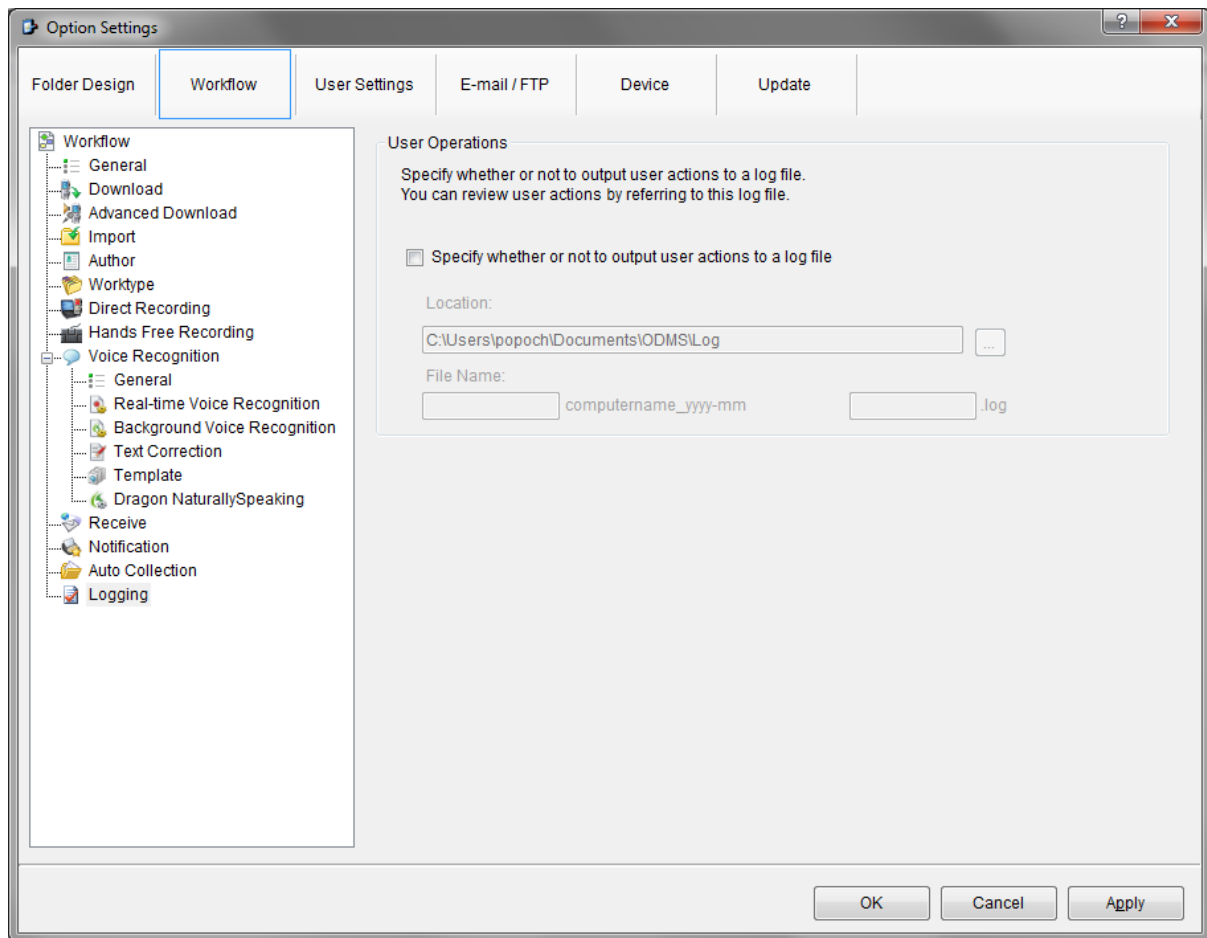 Option Settings
?
X
Folder Design
Workflow
User Settings
E-mail / FTP
Device
Update
Workflow
General
Download
Advanced Download
Import
Author
Worktype
Direct Recording
Hands Free Recording
Voice Recognition
General
Real-time Voice Recognition
Background Voice Recognition
Text Correction
Template
Dragon NaturallySpeaking
Receive
Notification
Auto Collection
Logging
User Operations
Specify whether or not to output user actions to a log file.
You can review user actions by referring to this log file.
Specify whether or not to output user actions to a log file
Location:
C:\Users\popoch\Documents\ODMS\Log
...
File Name:
computername_yyyy-mm
.log
OK
Cancel
Apply